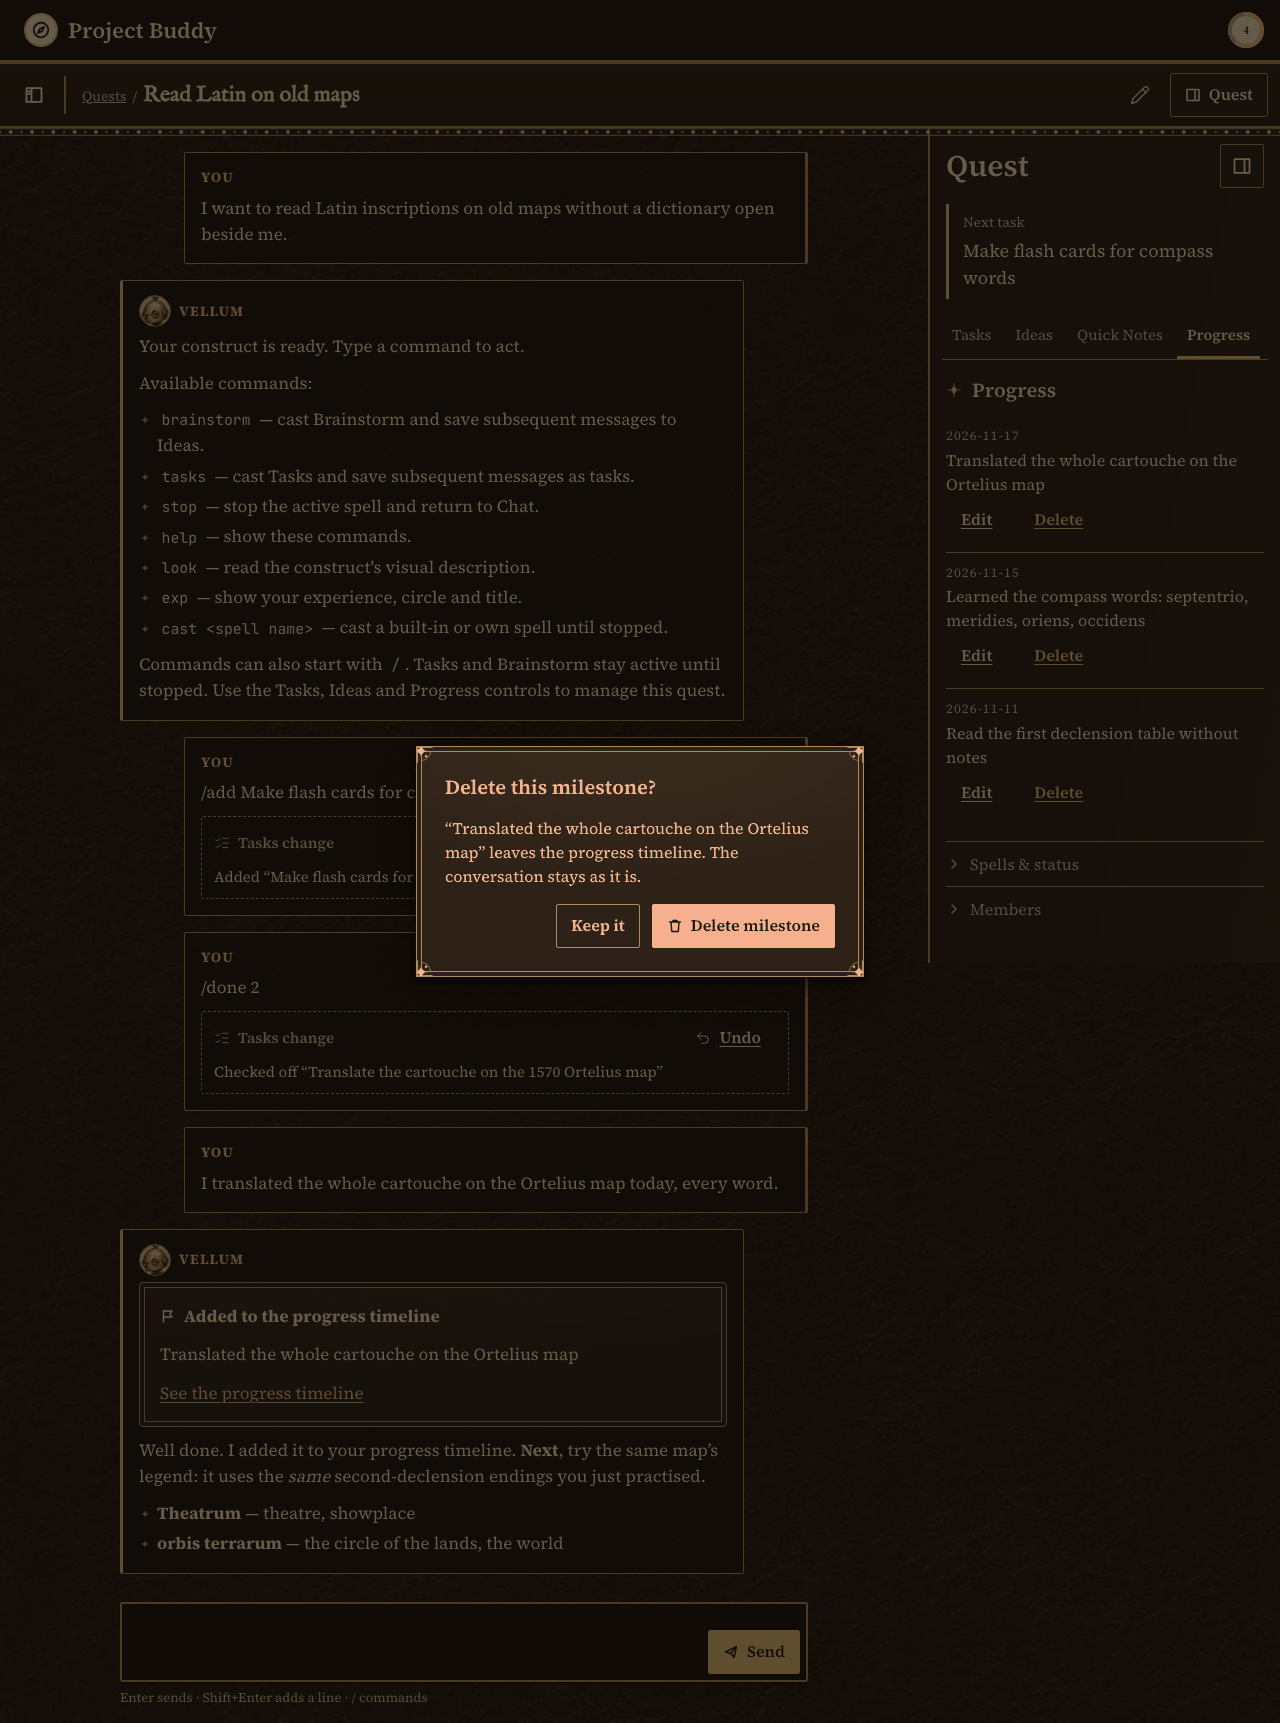 Project Buddy
4
Quests / Read Latin on old maps
Quest
YOU
I want to read Latin inscriptions on old maps without a dictionary open
beside me.
VELLUM
Your construct is ready. Type a command to act.
Available commands:
brainstorm — cast Brainstorm and save subsequent messages to
Ideas.
tasks — cast Tasks and save subsequent messages as tasks.
stop — stop the active spell and return to Chat.
help — show these commands.
look — read the construct's visual description.
exp — show your experience, circle and title.
cast <spell name> — cast a built-in or own spell until stopped.
Commands can also start with / . Tasks and Brainstorm stay active until
stopped. Use the Tasks, Ideas and Progress controls to manage this quest.
YOU
/add Make flash cards for c
Tasks change
Added “Make flash cards for
YOU
/done 2
Tasks change
Undo
Checked off “Translate the cartouche on the 1570 Ortelius map”
YOU
I translated the whole cartouche on the Ortelius map today, every word.
VELLUM
Added to the progress timeline
Translated the whole cartouche on the Ortelius map
See the progress timeline
Well done. I added it to your progress timeline. Next, try the same map’s
legend: it uses the same second-declension endings you just practised.
Theatrum — theatre, showplace
orbis terrarum — the circle of the lands, the world
Send
Enter sends · Shift+Enter adds a line · / commands
Quest
Next task
Make flash cards for compass
words
Tasks Ideas Quick Notes Progress
Progress
2026-11-17
Translated the whole cartouche on the
Ortelius map
Edit Delete
2026-11-15
Learned the compass words: septentrio,
meridies, oriens, occidens
Edit Delete
2026-11-11
Read the first declension table without
notes
Edit Delete
Spells & status
Members
Delete this milestone?
“Translated the whole cartouche on the Ortelius
map” leaves the progress timeline. The
conversation stays as it is.
Keep it
Delete milestone